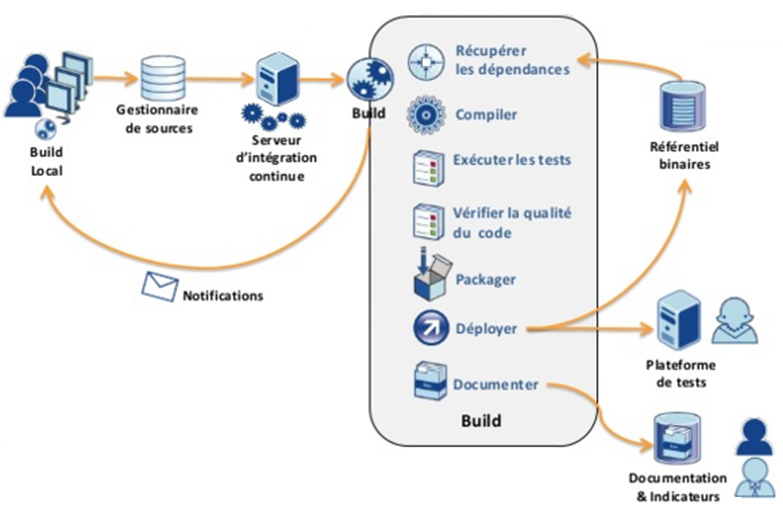 Build
Local
Gestionnaire
de sources
Serveur
d'intégration
continue
Build
Notifications
Récupérer
les dépendances
Compiler
Exécuter les tests
Vérifier la qualité
du code
Packager
Déployer
Documenter
Build
Référentiel
binaires
Plateforme
de tests
Documentation
& Indicateurs